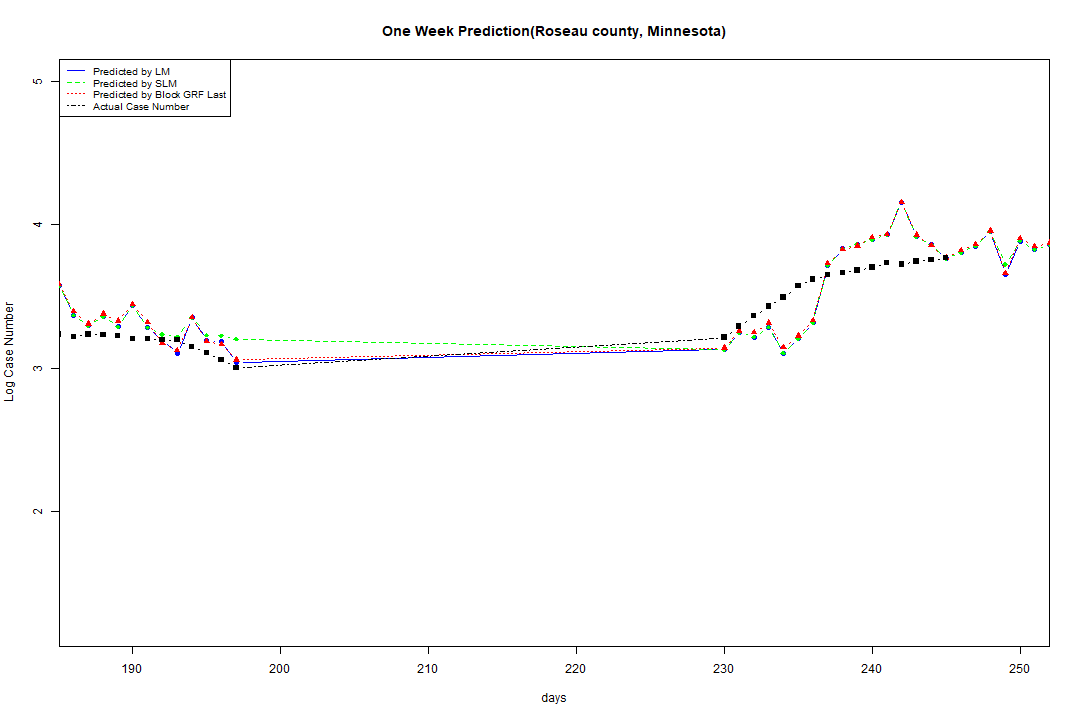 One Week Prediction(Roseau county, Minnesota)
Predicted by LM
Predicted by SLM
Predicted by Block GRF Last
Actual Case Number
5
4
3
2
Log Case Number
190 200 210 220 230 240 250
days